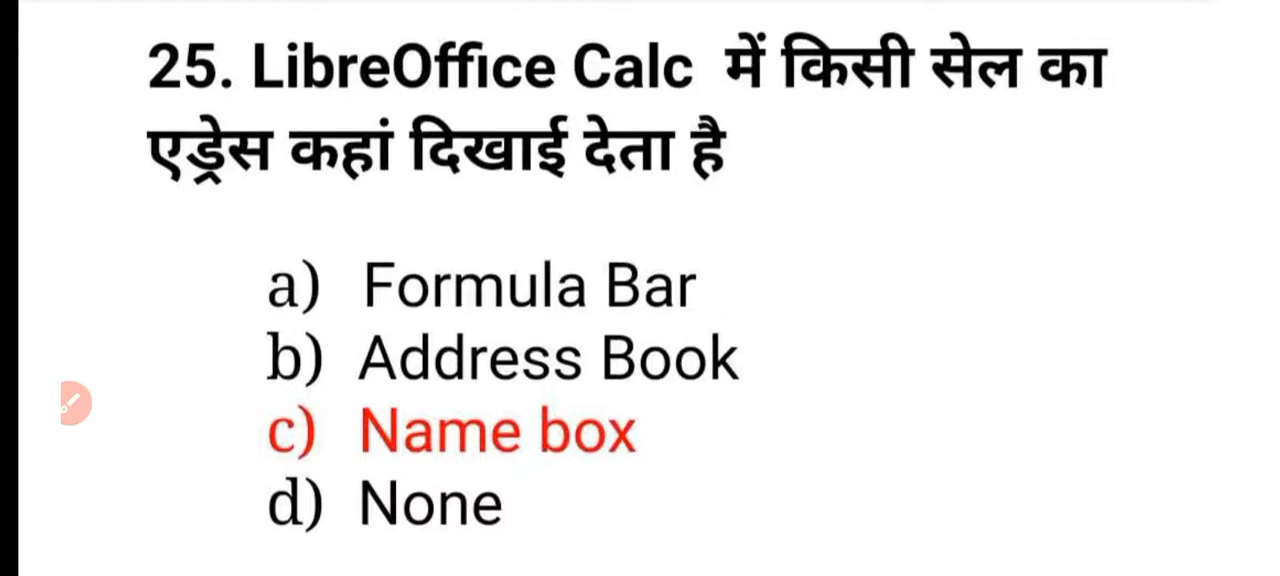 25. LibreOffice Calc में किसी सेल का
एड्रेस कहां दिखाई देता है
a) Formula Bar
b) Address Book
c) Name box
d) None